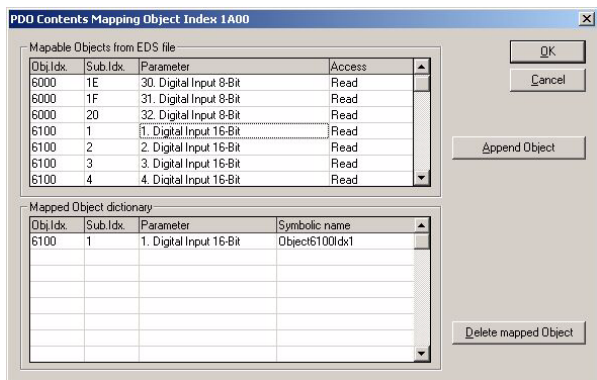 PDO Contents Mapping Object Index 1A00
Mapable Objects from EDS file
Obj.Idx. Sub.Idx. Parameter Access
6000 1E 30. Digital Input 8-Bit Read
6000 1F 31. Digital Input 8-Bit Read
6000 20 32. Digital Input 8-Bit Read
6100 1 1. Digital Input 16-Bit Read
6100 2 2. Digital Input 16-Bit Read
6100 3 3. Digital Input 16-Bit Read
6100 4 4. Digital Input 16-Bit Read
OK
Cancel
Append Object
Mapped Object dictionary
Obj.Idx. Sub.Idx. Parameter Symbolic name
6100 1 1. Digital Input 16-Bit Object6100Idx1
Delete mapped Object